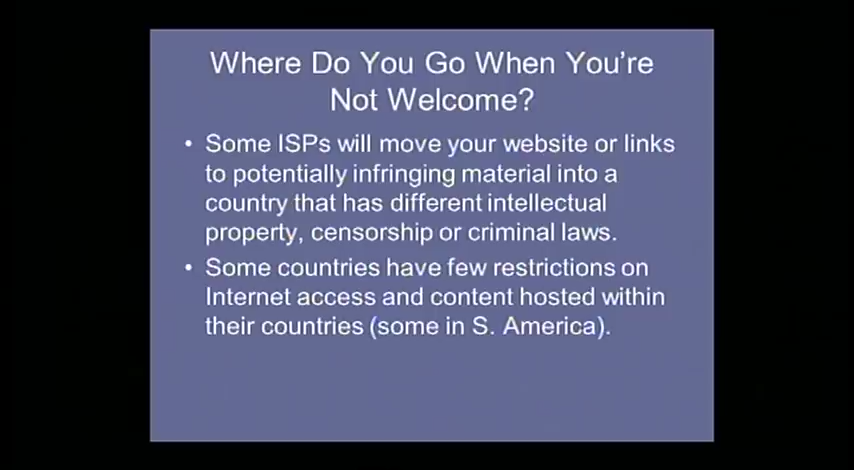 Where Do You Go When You’re
Not Welcome?
• Some ISPs will move your website or links
to potentially infringing material into a
country that has different intellectual
property, censorship or criminal laws.
• Some countries have few restrictions on
Internet access and content hosted within
their countries (some in S. America).